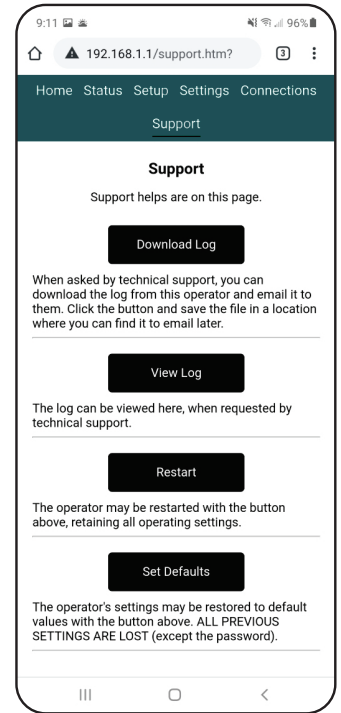 9:11 96%
192.168.1.1/support.htm? 3
Home Status Setup Settings Connections
Support
Support
Support helps are on this page.
Download Log
When asked by technical support, you can
download the log from this operator and email it to
them. Click the button and save the file in a location
where you can find it to email later.
View Log
The log can be viewed here, when requested by
technical support.
Restart
The operator may be restarted with the button
above, retaining all operating settings.
Set Defaults
The operator's settings may be restored to default
values with the button above. ALL PREVIOUS
SETTINGS ARE LOST (except the password).